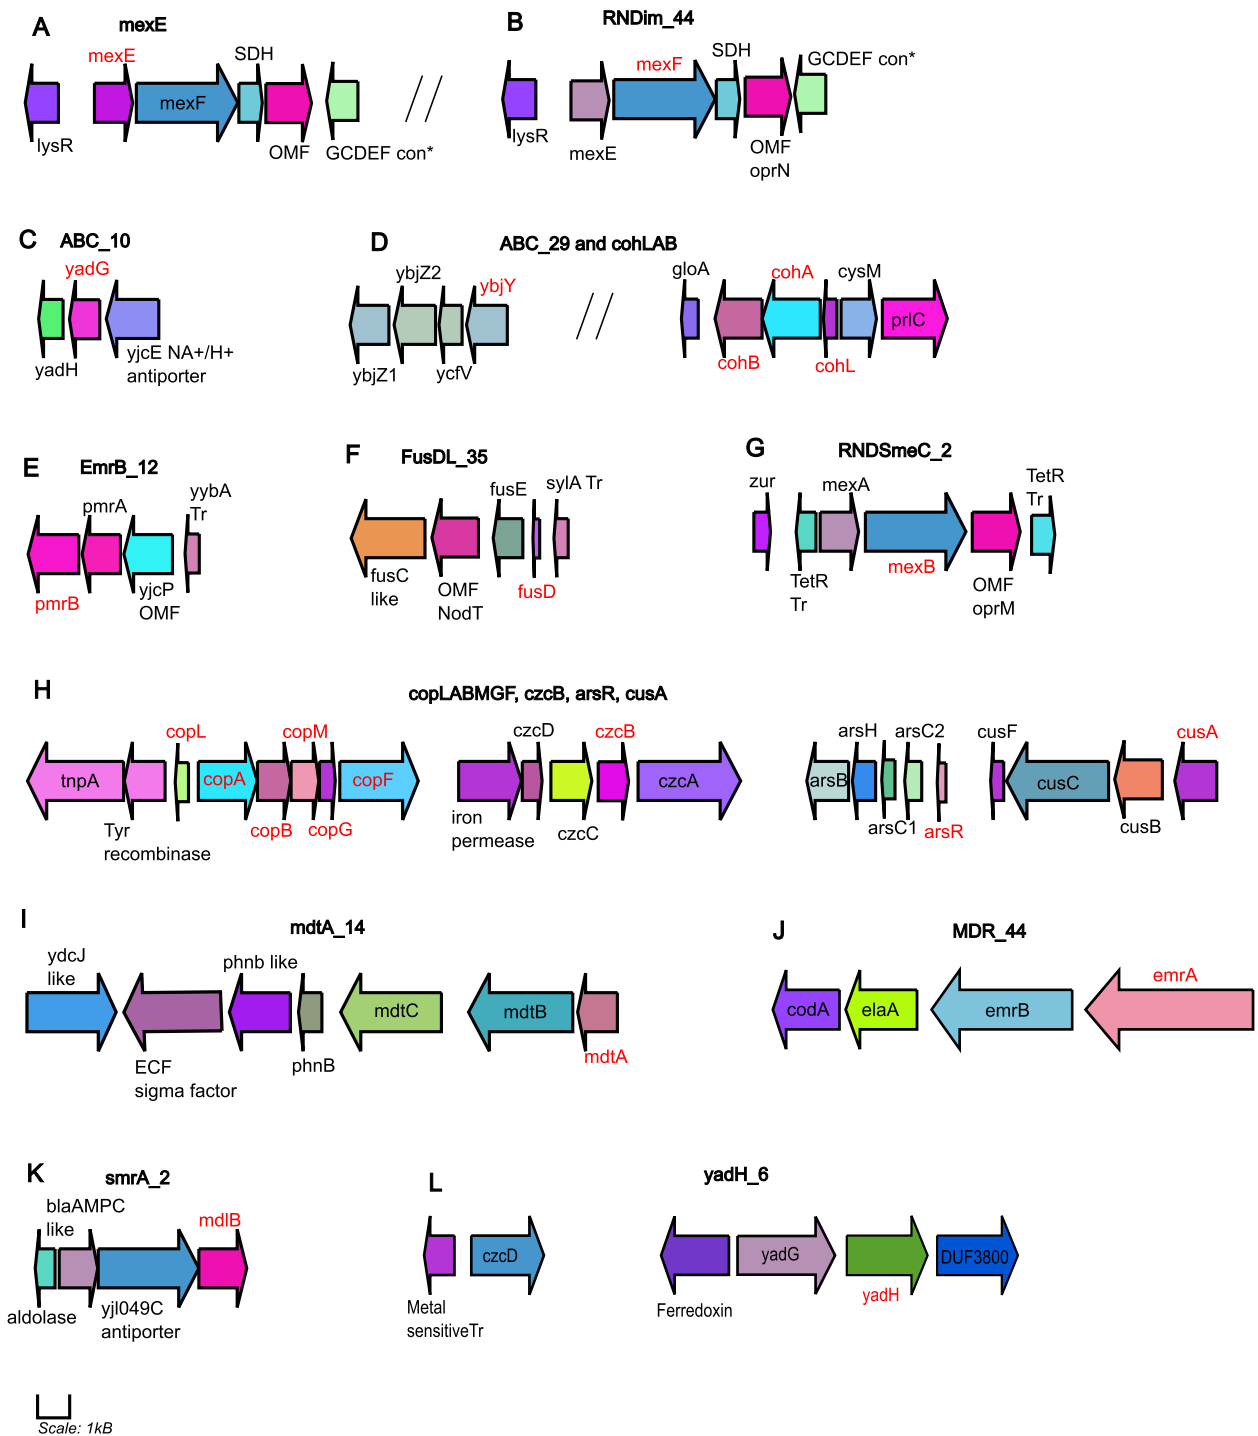 A
mexE
mexE
SDH
mexF
lysR
OMF
GCDEF con*
B
RNDim_44
mexF
SDH
GCDEF con*
lysR
mexE
OMF
oprN
C
ABC_10
yadG
yadH
yjcE NA+/H+
antiporter
D
ABC_29 and cohLAB
ybjZ2
ybjY
ybjZ1
ycfV
gloA
cohA
cysM
prlC
cohB
cohL
E
EmrB_12
pmrA
yybA
Tr
pmrB
yjcP
OMF
F
FusDL_35
fusE
sylA Tr
fusC
like
OMF
NodT
fusD
G
RNDSmeC_2
zur
mexA
TetR
Tr
TetR
Tr
mexB
OMF
oprM
H
copLABMGF, czcB, arsR, cusA
copL
copM
tnpA
copA
copF
Tyr
recombinase
copB
copG
czcD
czcB
czcA
iron
permease
czcC
arsH
arsC2
cusF
cusA
arsB
cusC
arsC1
arsR
cusB
I
mdtA_14
ydcJ
like
phnb like
mdtC
mdtB
ECF
sigma factor
phnB
mdtA
J
MDR_44
emrA
codA
elaA
emrB
K
smrA_2
blaAMPC
like
mdlB
aldolase
yjl049C
antiporter
L
yadH_6
czcD
yadG
DUF3800
Metal
sensitiveTr
Ferredoxin
yadH
Scale: 1kB